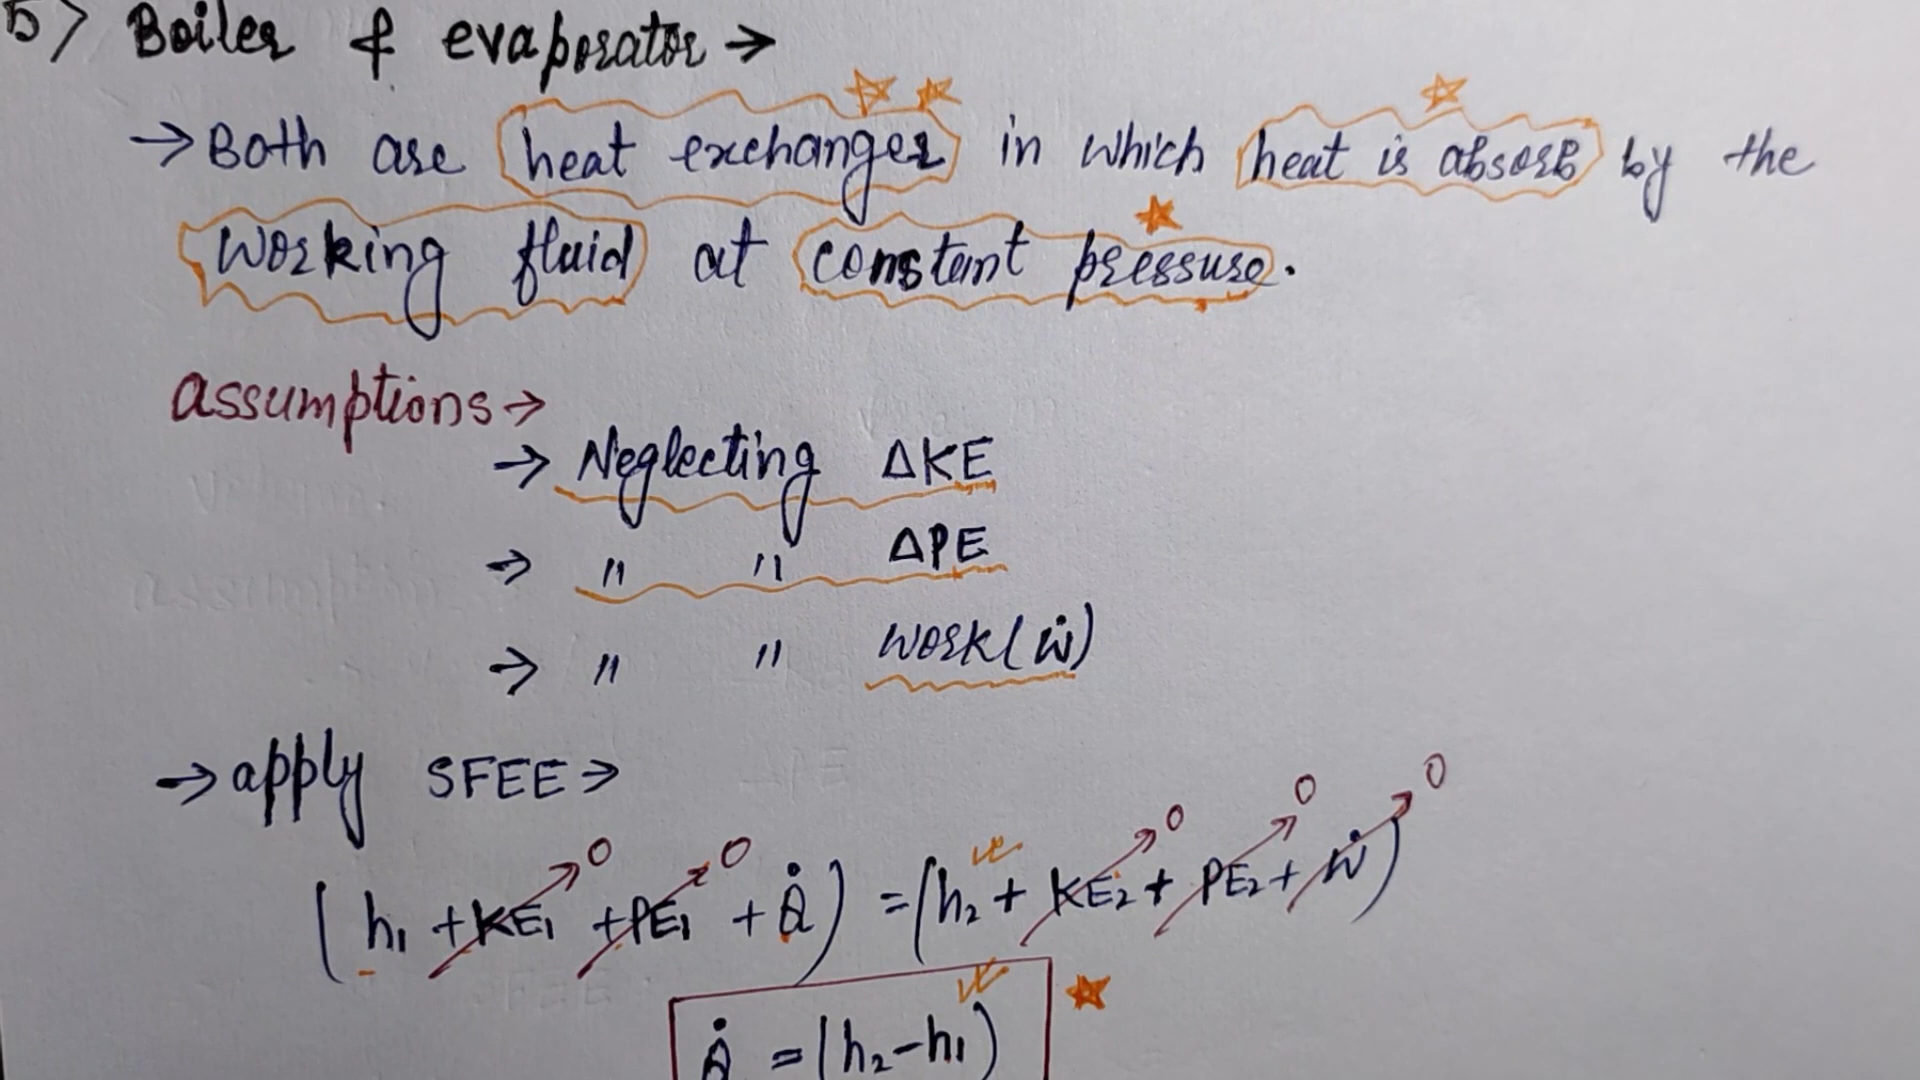 5) Boiler & evaporator →
→ Both are heat exchanger in which heat is absorb by the
working fluid at constant pressure.
assumptions →
→ Neglecting ΔKE
→ " " ΔPE
→ " " work(ẇ)
→ apply SFEE →
(h₁ + KE₁ + PE₁ + Q̇) = (h₂ + KE₂ + PE₂ + ẇ)
0 0 0 0 0
Q̇ = (h₂-h₁)